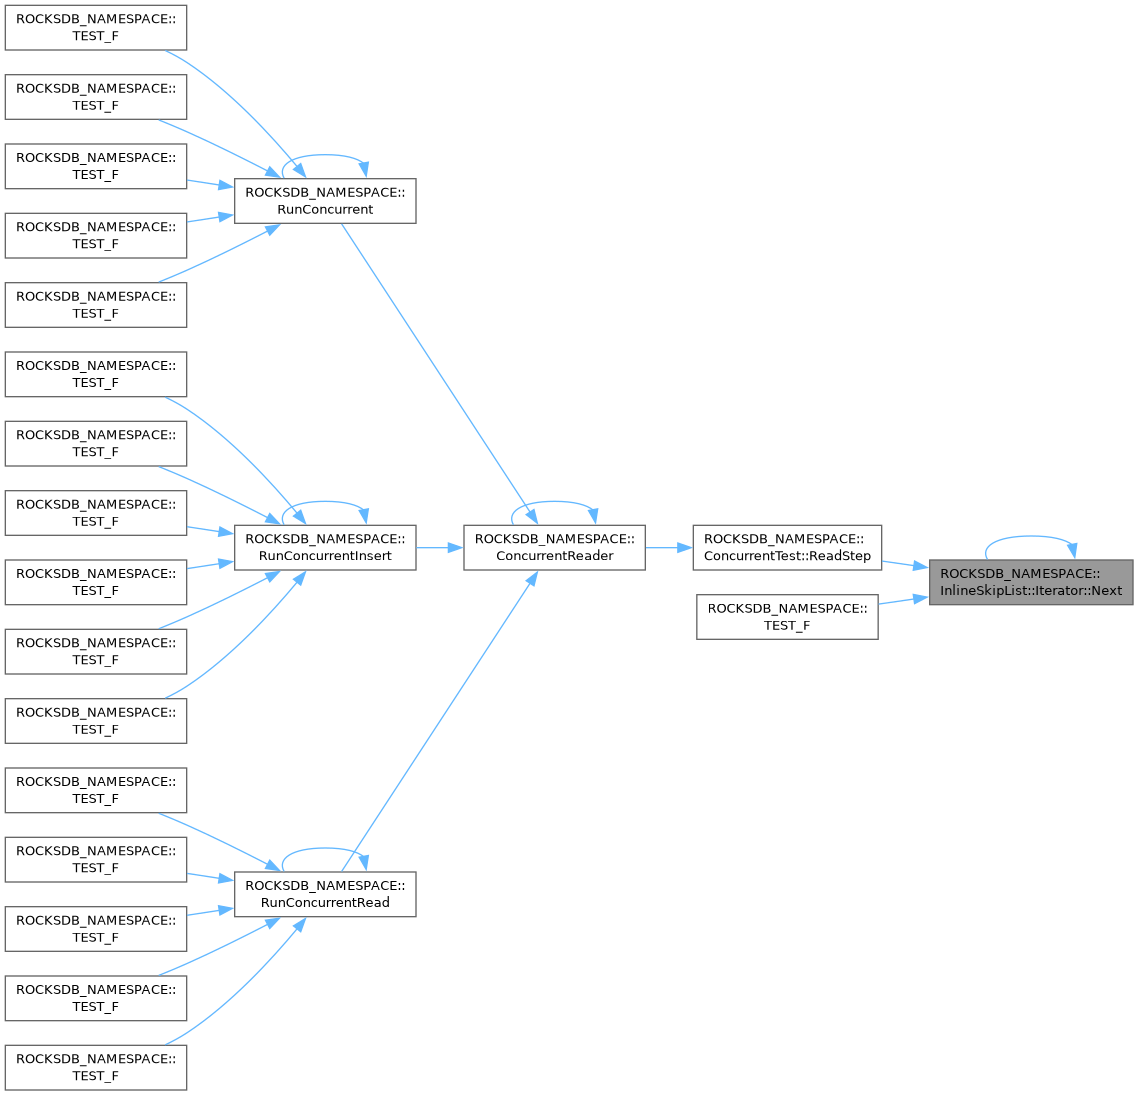 ROCKSDB_NAMESPACE::
TEST_F
ROCKSDB_NAMESPACE::
TEST_F
ROCKSDB_NAMESPACE::
TEST_F
ROCKSDB_NAMESPACE::
TEST_F
ROCKSDB_NAMESPACE::
TEST_F
ROCKSDB_NAMESPACE::
TEST_F
ROCKSDB_NAMESPACE::
TEST_F
ROCKSDB_NAMESPACE::
TEST_F
ROCKSDB_NAMESPACE::
TEST_F
ROCKSDB_NAMESPACE::
TEST_F
ROCKSDB_NAMESPACE::
TEST_F
ROCKSDB_NAMESPACE::
TEST_F
ROCKSDB_NAMESPACE::
TEST_F
ROCKSDB_NAMESPACE::
TEST_F
ROCKSDB_NAMESPACE::
TEST_F
ROCKSDB_NAMESPACE::
TEST_F
ROCKSDB_NAMESPACE::
RunConcurrent
ROCKSDB_NAMESPACE::
RunConcurrentInsert
ROCKSDB_NAMESPACE::
RunConcurrentRead
ROCKSDB_NAMESPACE::
ConcurrentReader
ROCKSDB_NAMESPACE::
ConcurrentTest::ReadStep
ROCKSDB_NAMESPACE::
TEST_F
ROCKSDB_NAMESPACE::
InlineSkipList::Iterator::Next